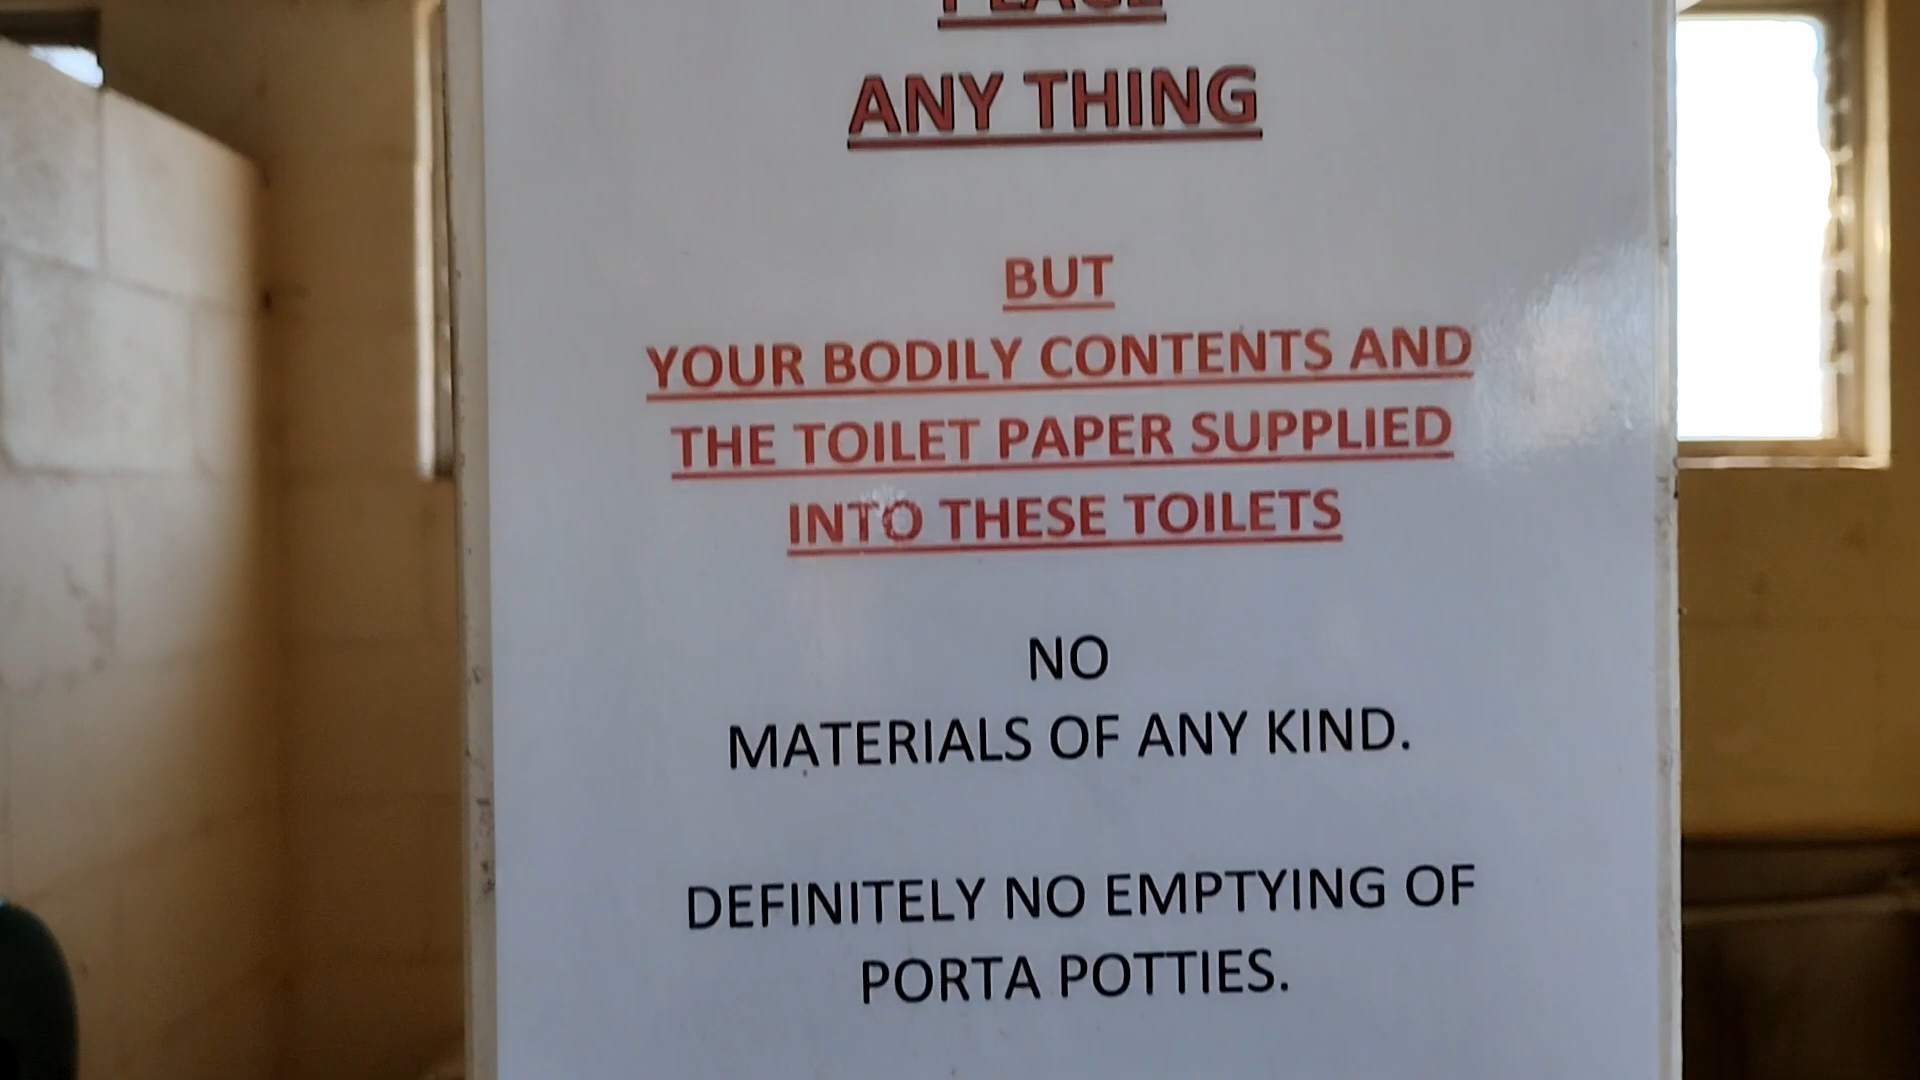 PLACE
ANY THING
BUT
YOUR BODILY CONTENTS AND
THE TOILET PAPER SUPPLIED
INTO THESE TOILETS
NO
MATERIALS OF ANY KIND.
DEFINITELY NO EMPTYING OF
PORTA POTTIES.